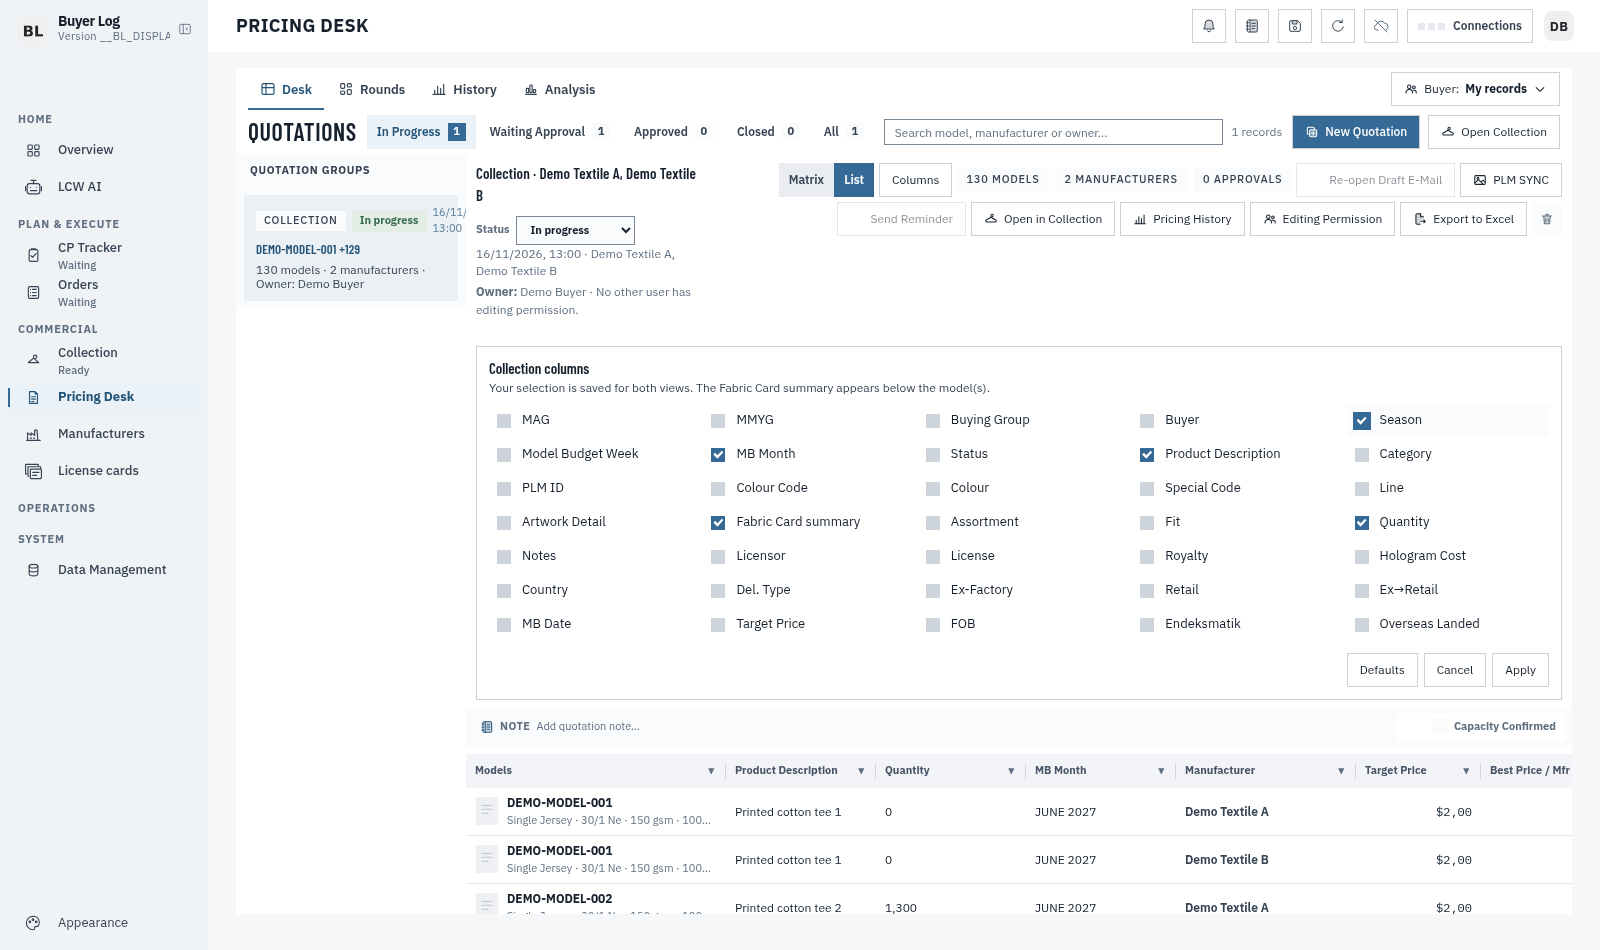 BL
Buyer Log
Version __BL_DISPLA
PRICING DESK
Connections
DB
HOME
Overview
LCW AI
PLAN & EXECUTE
CP Tracker
Waiting
Orders
Waiting
COMMERCIAL
Collection
Ready
Pricing Desk
Manufacturers
License cards
OPERATIONS
SYSTEM
Data Management
Appearance
Desk
Rounds
History
Analysis
Buyer: My records
QUOTATIONS
In Progress 1
Waiting Approval 1
Approved 0
Closed 0
All 1
Search model, manufacturer or owner...
1 records
New Quotation
Open Collection
QUOTATION GROUPS
COLLECTION
In progress
16/11/
13:00
DEMO-MODEL-001 +129
130 models · 2 manufacturers ·
Owner: Demo Buyer
Collection · Demo Textile A, Demo Textile
B
Status In progress
16/11/2026, 13:00 · Demo Textile A,
Demo Textile B
Owner: Demo Buyer · No other user has
editing permission.
Matrix
List
Columns
130 MODELS
2 MANUFACTURERS
0 APPROVALS
Re-open Draft E-Mail
PLM SYNC
Send Reminder
Open in Collection
Pricing History
Editing Permission
Export to Excel
Collection columns
Your selection is saved for both views. The Fabric Card summary appears below the model(s).
MAG MMYG Buying Group Buyer Season
Model Budget Week MB Month Status Product Description Category
PLM ID Colour Code Colour Special Code Line
Artwork Detail Fabric Card summary Assortment Fit Quantity
Notes Licensor License Royalty Hologram Cost
Country Del. Type Ex-Factory Retail Ex→Retail
MB Date Target Price FOB Endeksmatik Overseas Landed
Defaults Cancel Apply
NOTE Add quotation note...
Capacity Confirmed
Models Product Description Quantity MB Month Manufacturer Target Price Best Price / Mfr
DEMO-MODEL-001
Single Jersey · 30/1 Ne · 150 gsm · 100...
Printed cotton tee 1 0 JUNE 2027 Demo Textile A $2,00
DEMO-MODEL-001
Single Jersey · 30/1 Ne · 150 gsm · 100...
Printed cotton tee 1 0 JUNE 2027 Demo Textile B $2,00
DEMO-MODEL-002
Printed cotton tee 2 1,300 JUNE 2027 Demo Textile A $2,00